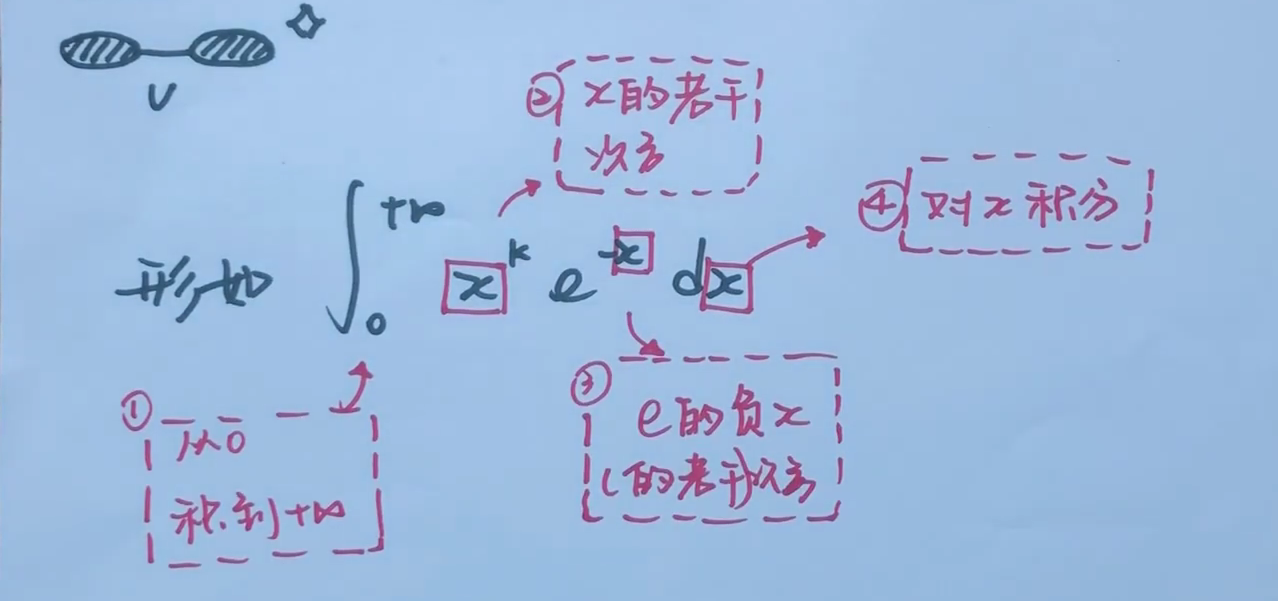 ② x的若干
次方
④ 对x积分
形如 ∫₀^{+∞} x^k e^{-x} dx
① 从0
积到+∞
③ e的负x
(的若干)次方